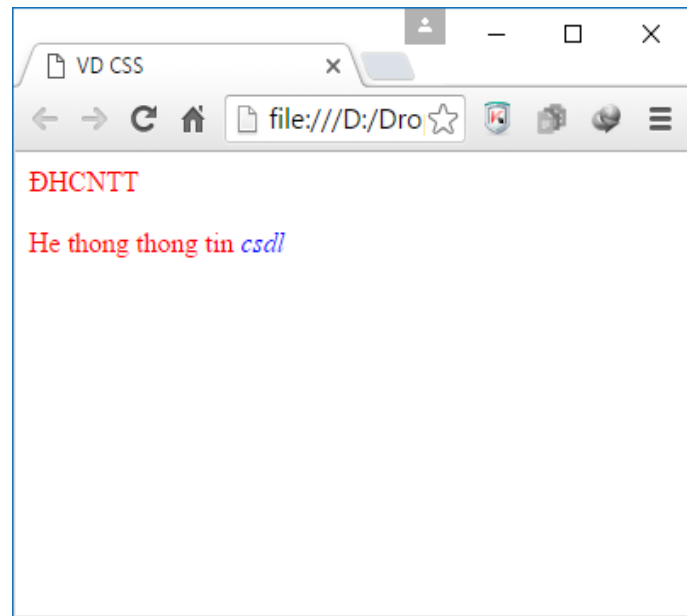 VD CSS
file:///D:/Dro
ĐHCNTT
He thong thong tin csdl